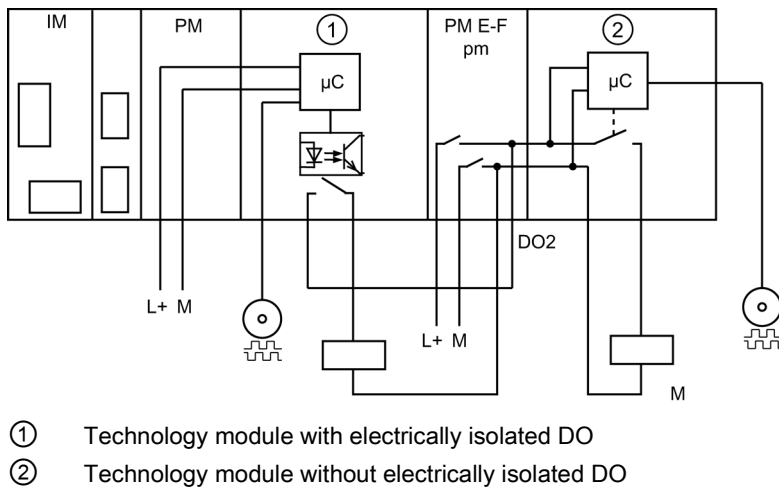 IM
PM
①
PM E-F
pm
②
µC
µC
DO2
L+ M
L+ M
M
① Technology module with electrically isolated DO
② Technology module without electrically isolated DO